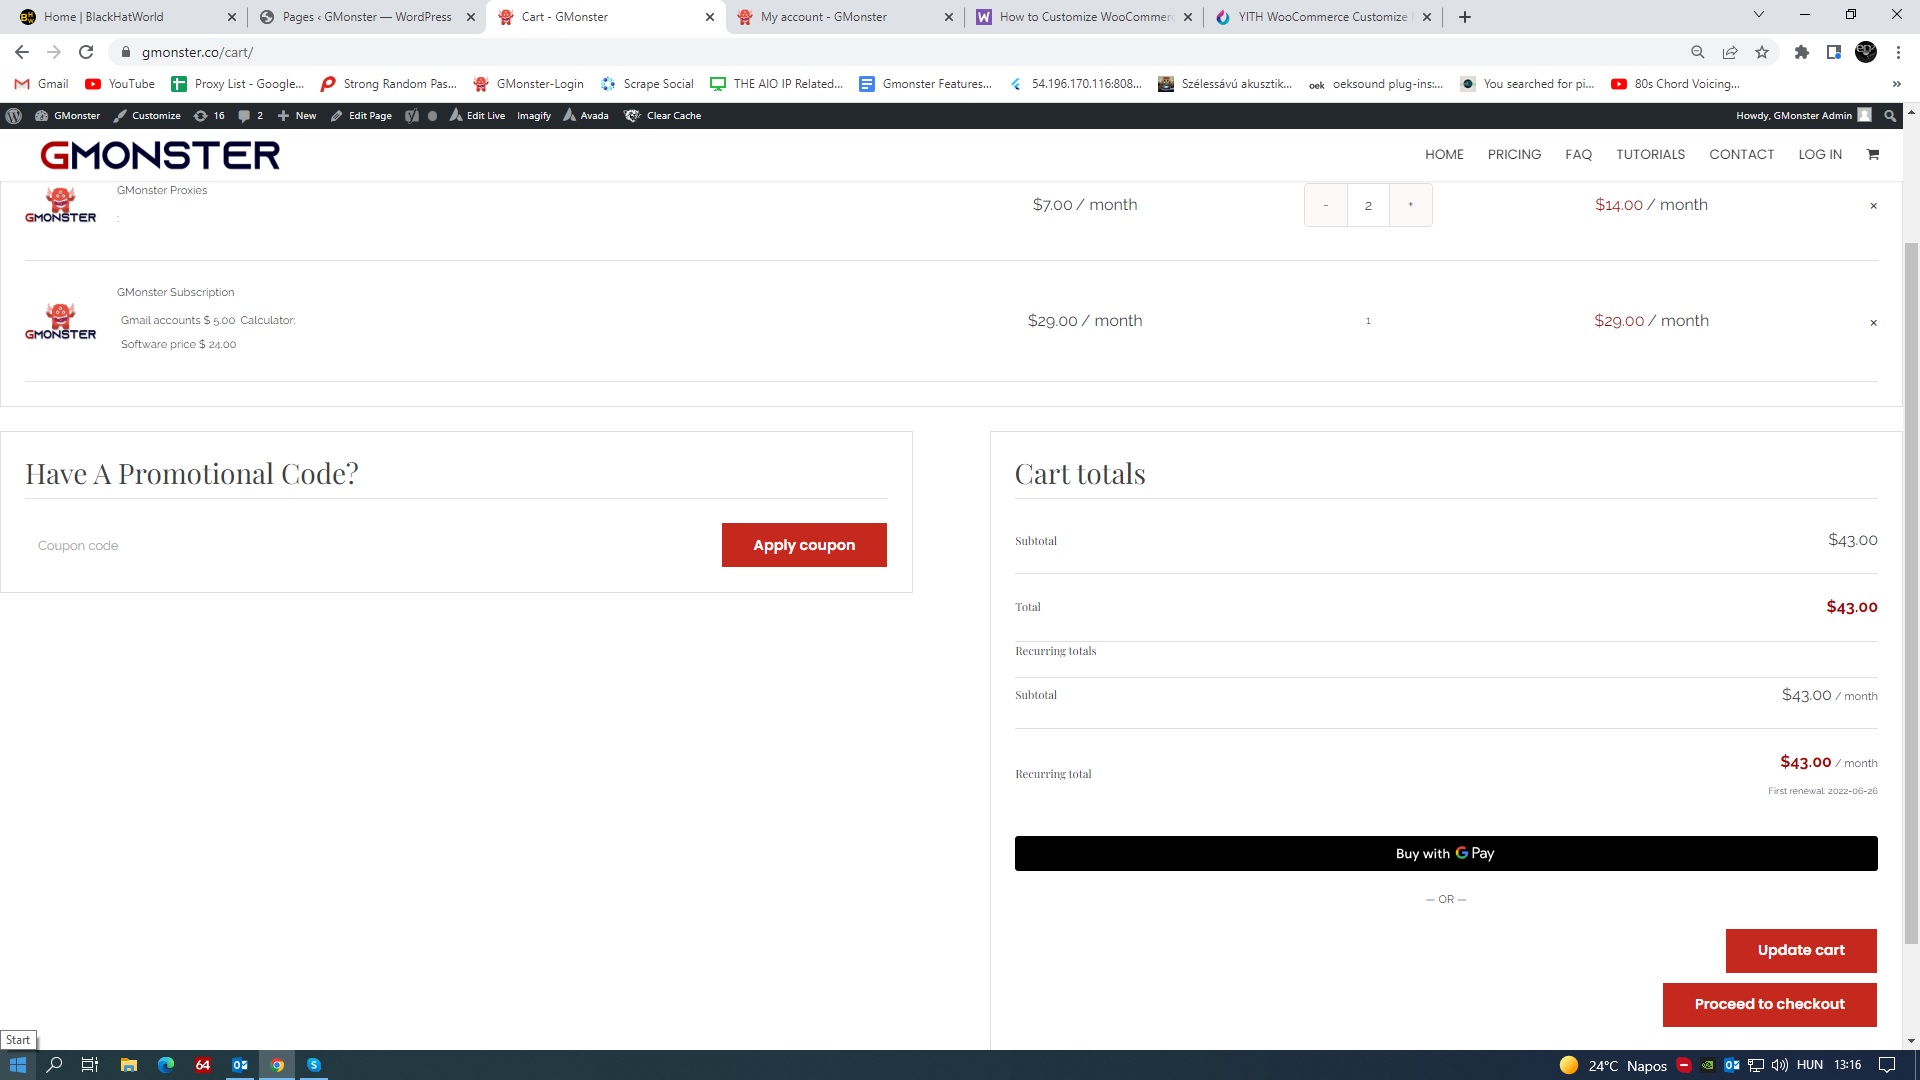 Home | BlackHatWorld
Pages ‹ GMonster — WordPress
Cart - GMonster
My account - GMonster
How to Customize WooCommerc
YITH WooCommerce Customize
gmonster.co/cart/
Gmail
YouTube
Proxy List - Google...
Strong Random Pas...
GMonster-Login
Scrape Social
THE AIO IP Related...
Gmonster Features...
54.196.170.116:808...
Szélessávú akusztik...
oek
oeksound plug-ins:...
You searched for pi...
80s Chord Voicing...
»
GMonster
Customize
16
2
New
Edit Page
Edit Live
Imagify
Avada
Clear Cache
Howdy, GMonster Admin
GMONSTER
HOME
PRICING
FAQ
TUTORIALS
CONTACT
LOG IN
GMONSTER
GMonster Proxies
:
$7.00 / month
- 2 +
$14.00 / month
×
GMONSTER
GMonster Subscription
Gmail accounts $ 5.00 Calculator:
Software price $ 24.00
$29.00 / month
1
$29.00 / month
×
Have A Promotional Code?
Coupon code
Apply coupon
Cart totals
Subtotal
$43.00
Total
$43.00
Recurring totals
Subtotal
$43.00 / month
Recurring total
$43.00 / month
First renewal: 2022-06-26
Buy with G Pay
— OR —
Update cart
Proceed to checkout
Start
64
24°C Napos
HUN
13:16